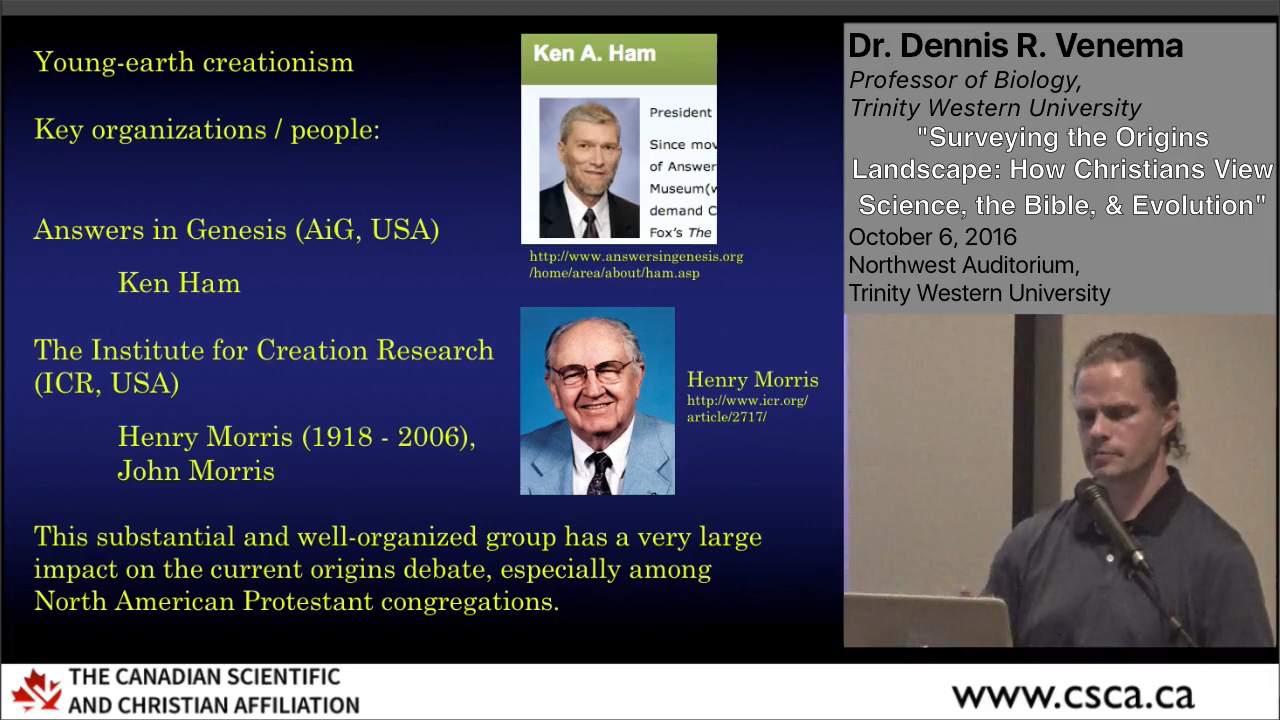 Young-earth creationism
Key organizations / people:
Answers in Genesis (AiG, USA)
Ken Ham
The Institute for Creation Research
(ICR, USA)
Henry Morris (1918 - 2006),
John Morris
This substantial and well-organized group has a very large
impact on the current origins debate, especially among
North American Protestant congregations.
Ken A. Ham
President
Since mov
of Answer
Museum(w
demand C
Fox's The
http://www.answersingenesis.org
/home/area/about/ham.asp
Henry Morris
http://www.icr.org/
article/2717/
Dr. Dennis R. Venema
Professor of Biology,
Trinity Western University
"Surveying the Origins
Landscape: How Christians View
Science, the Bible, & Evolution"
October 6, 2016
Northwest Auditorium,
Trinity Western University
THE CANADIAN SCIENTIFIC
AND CHRISTIAN AFFILIATION
www.csca.ca